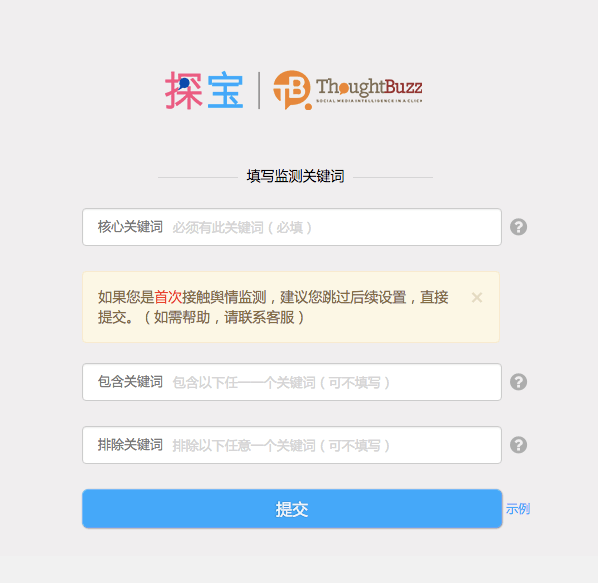 探宝
ThoughtBuzz
SOCIAL MEDIA INTELLIGENCE IN A CLICK
填写监测关键词
核心关键词 必须有此关键词（必填）
如果您是首次接触舆情监测，建议您跳过后续设置，直接
提交。（如需帮助，请联系客服）
包含关键词 包含以下任一一个关键词（可不填写）
排除关键词 排除以下任意一个关键词（可不填写）
提交 示例